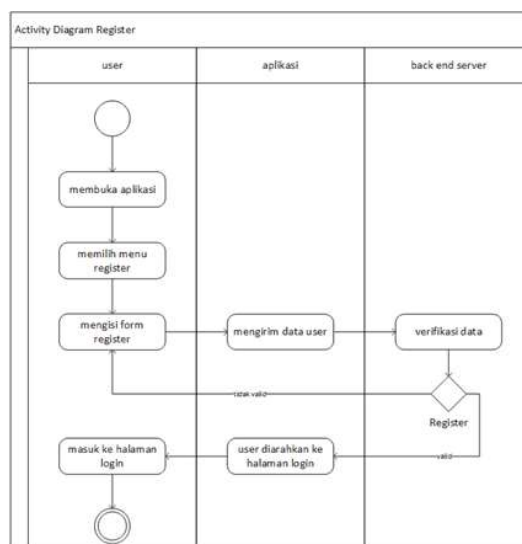 Activity Diagram Register
user
aplikasi
back end server
membuka aplikasi
memilih menu
register
mengisi form
register
mengirim data user
verifikasi data
tidak valid
Register
masuk ke halaman
login
user diarahkan ke
halaman login
valid